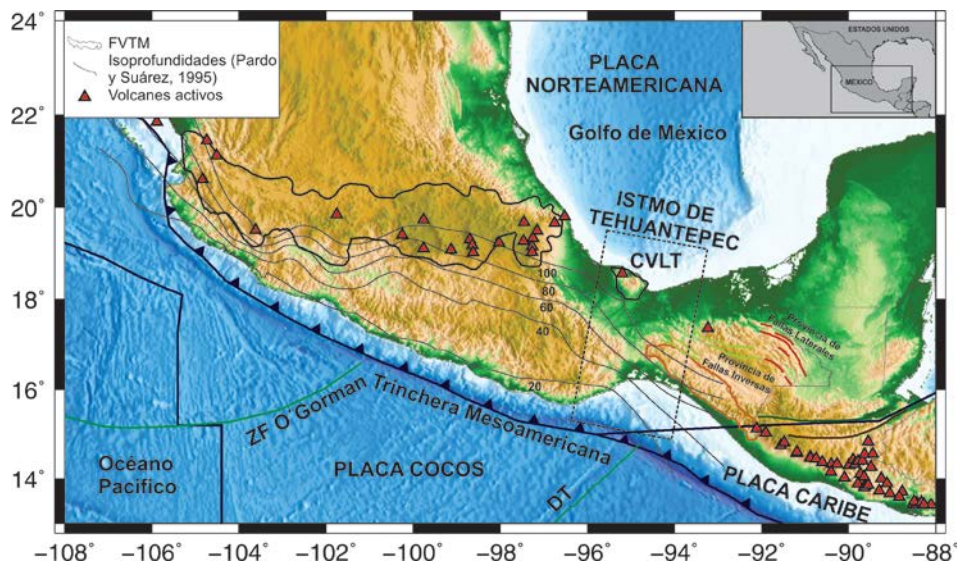 24°
22°
20°
18°
16°
14°
FVTM
Isoprofundidades (Pardo
y Suárez, 1995)
Volcanes activos
PLACA
NORTEAMERICANA
Golfo de México
ESTADOS UNIDOS
MÉXICO
ISTMO DE
TEHUANTEPEC
CVLT
100
80
60
40
20
Provincia de
Fallas Laterales
Provincia de
Fallas Inversas
ZF O´Gorman
Trinchera Mesoamericana
Océano
Pacífico
PLACA COCOS
DT
PLACA CARIBE
−108°
−106°
−104°
−102°
−100°
−98°
−96°
−94°
−92°
−90°
−88°